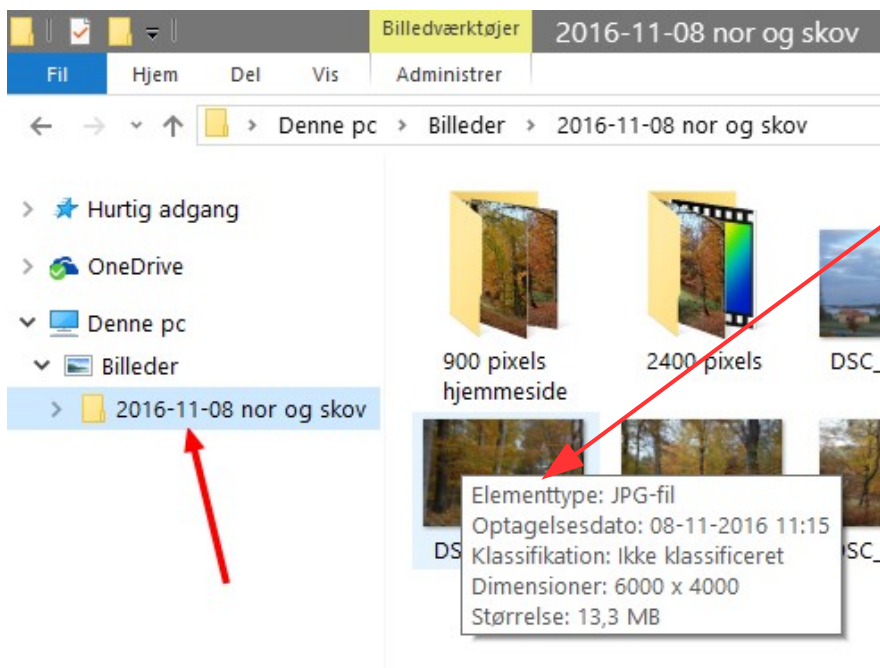 Billedværktøjer
2016-11-08 nor og skov
Fil
Hjem
Del
Vis
Administrer
Denne pc > Billeder > 2016-11-08 nor og skov
Hurtig adgang
OneDrive
Denne pc
Billeder
2016-11-08 nor og skov
900 pixels
hjemmeside
2400 pixels
DSC_
DS
DSC_
Elementtype: JPG-fil
Optagelsesdato: 08-11-2016 11:15
Klassifikation: Ikke klassificeret
Dimensioner: 6000 x 4000
Størrelse: 13,3 MB